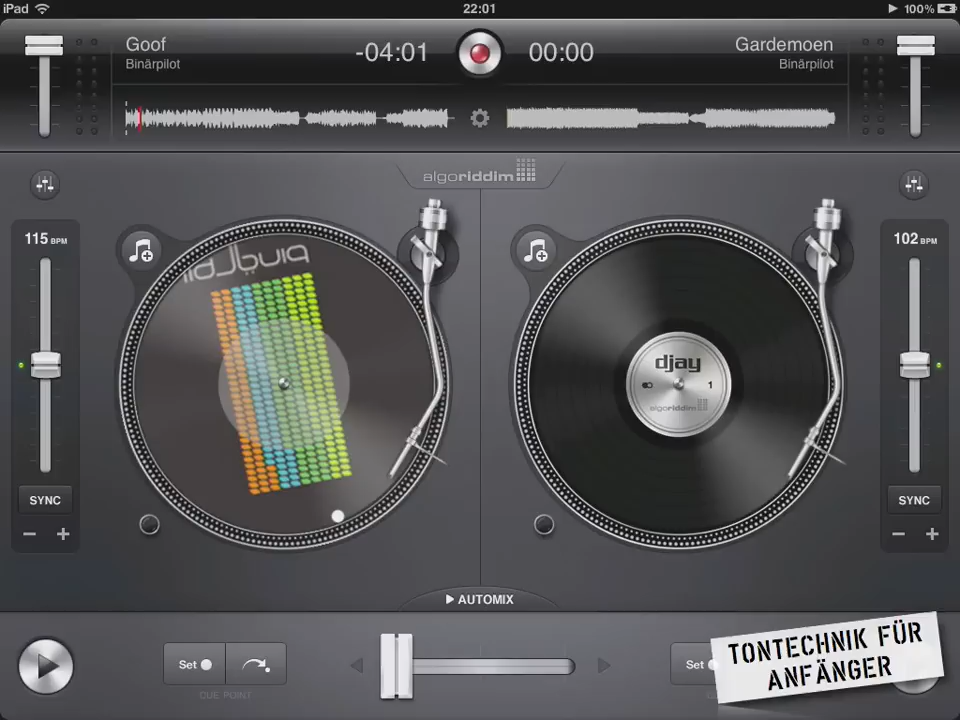 iPad
22:01
100%
Goof
Binärpilot
-04:01
00:00
Gardemoen
Binärpilot
algoriddim
115 BPM
102 BPM
djay
1
algoriddim
SYNC
SYNC
AUTOMIX
Set
CUE POINT
Set
TONTECHNIK FÜR
ANFÄNGER